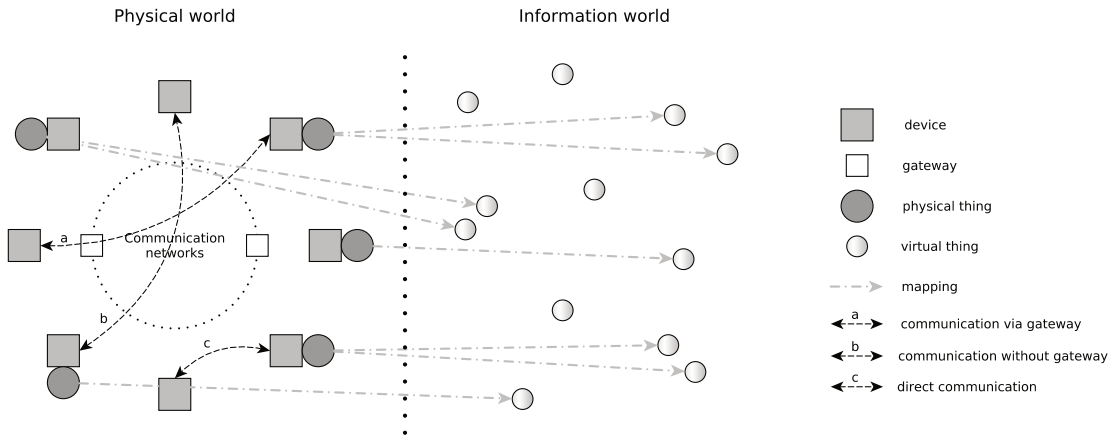 Physical world
Information world
a
Communication
networks
b
c
device
gateway
physical thing
virtual thing
mapping
a
communication via gateway
b
communication without gateway
c
direct communication